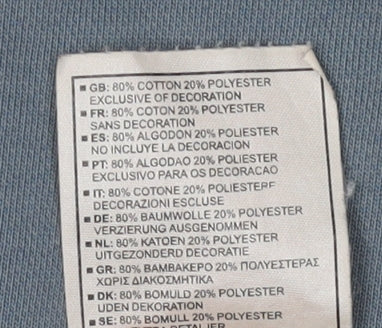 ■ GB: 80% COTTON 20% POLYESTER
EXCLUSIVE OF DECORATION
■ FR: 80% COTON 20% POLYESTER
SANS DECORATION
■ ES: 80% ALGODON 20% POLIESTER
NO INCLUYE LA DECORACION
■ PT: 80% ALGODAO 20% POLIESTER
EXCLUSIVO PARA OS DECORACAO
■ IT: 80% COTONE 20% POLIESTERE
DECORAZIONI ESCLUSE
■ DE: 80% BAUMWOLLE 20% POLYESTER
VERZIERUNG AUSGENOMMEN
■ NL: 80% KATOEN 20% POLYESTER
UITGEZONDERD DECORATIE
■ GR: 80% ΒΑΜΒΑΚΕΡΟ 20% ΠΟΛΥΕΣΤΕΡΑΣ
ΧΩΡΙΣ ΔΙΑΚΟΣΜΗΤΙΚΑ
■ DK: 80% BOMULD 20% POLYESTER
UDEN DEKORATION
■ SE: 80% BOMULL 20% POLYESTER